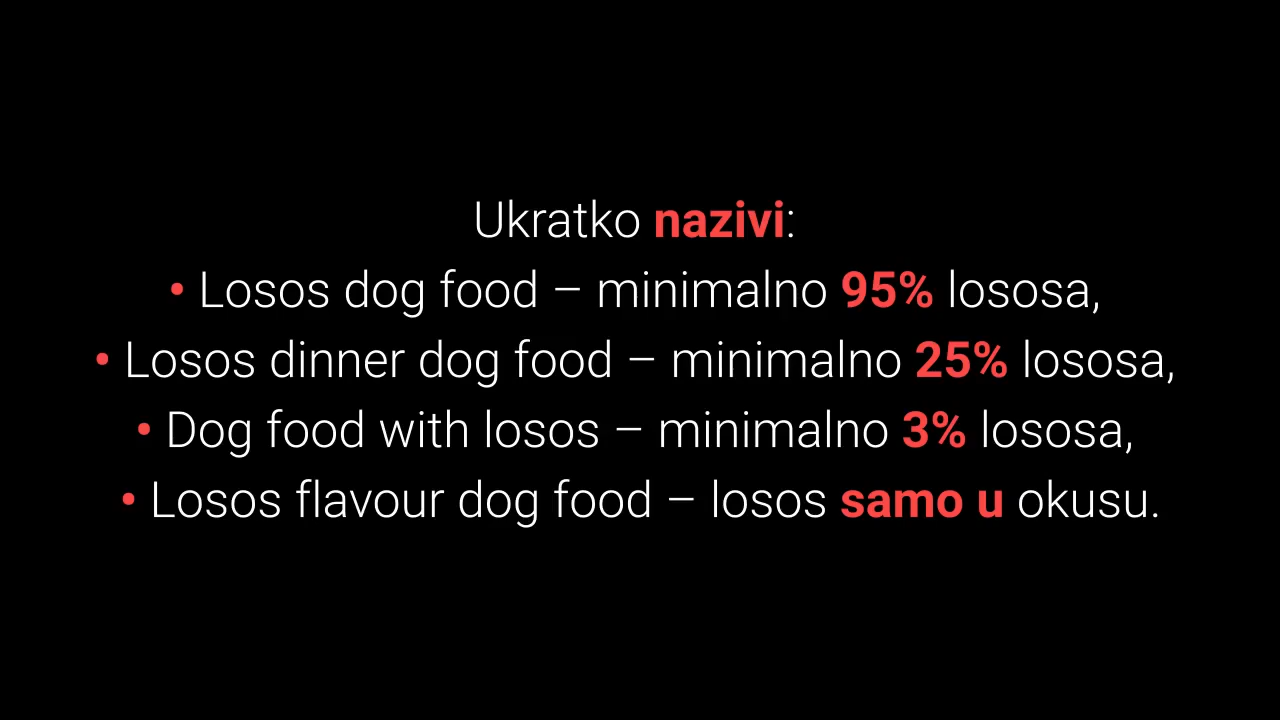 Ukratko nazivi:
• Losos dog food – minimalno 95% lososa,
• Losos dinner dog food – minimalno 25% lososa,
• Dog food with losos – minimalno 3% lososa,
• Losos flavour dog food – losos samo u okusu.